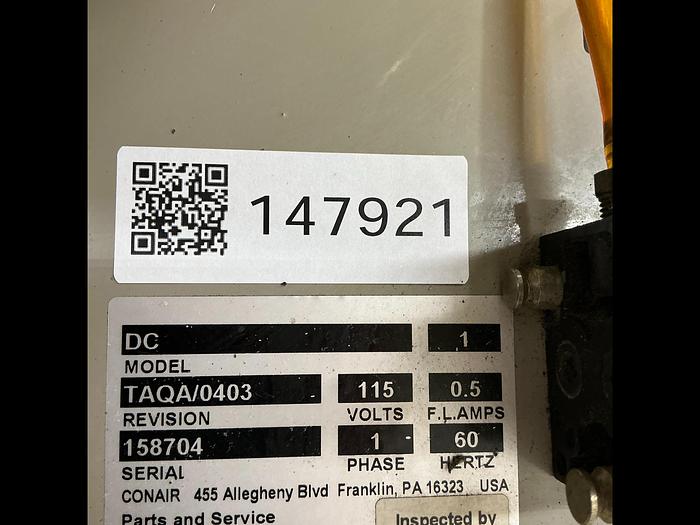 147921
DC 1
MODEL
TAQA/0403 115 0.5
REVISION VOLTS F.L.AMPS
158704 1 60
SERIAL PHASE HERTZ
CONAIR 455 Allegheny Blvd Franklin, PA 16323 USA
Parts and Service Inspected by